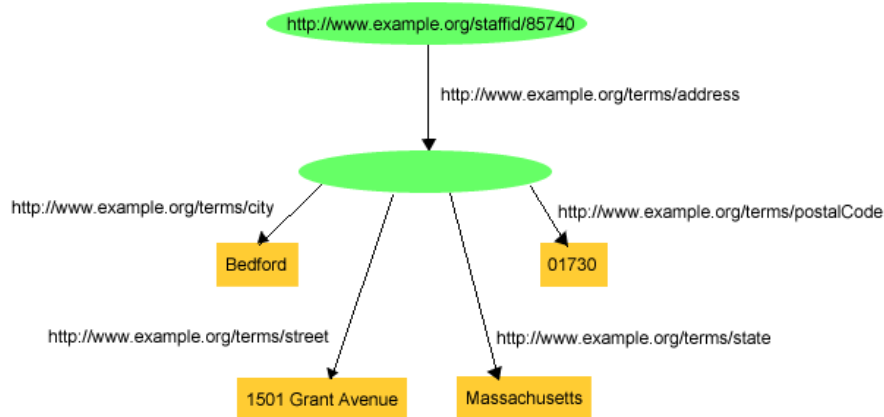 http://www.example.org/staffid/85740
http://www.example.org/terms/address
http://www.example.org/terms/city
http://www.example.org/terms/postalCode
Bedford
01730
http://www.example.org/terms/street
http://www.example.org/terms/state
1501 Grant Avenue
Massachusetts